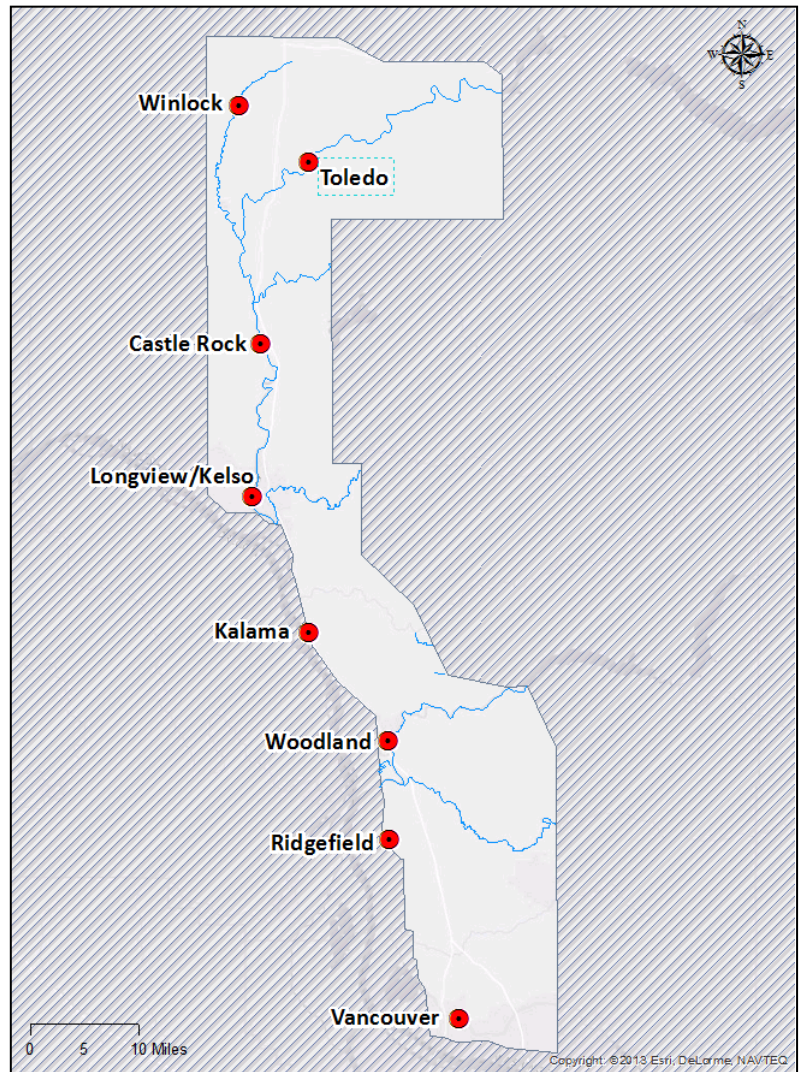 N
W E
S
Winlock
Toledo
Castle Rock
Longview/Kelso
Kalama
Woodland
Ridgefield
Vancouver
0 5 10 Miles
Copyright: ©2013 Esri, DeLorme, NAVTEQ